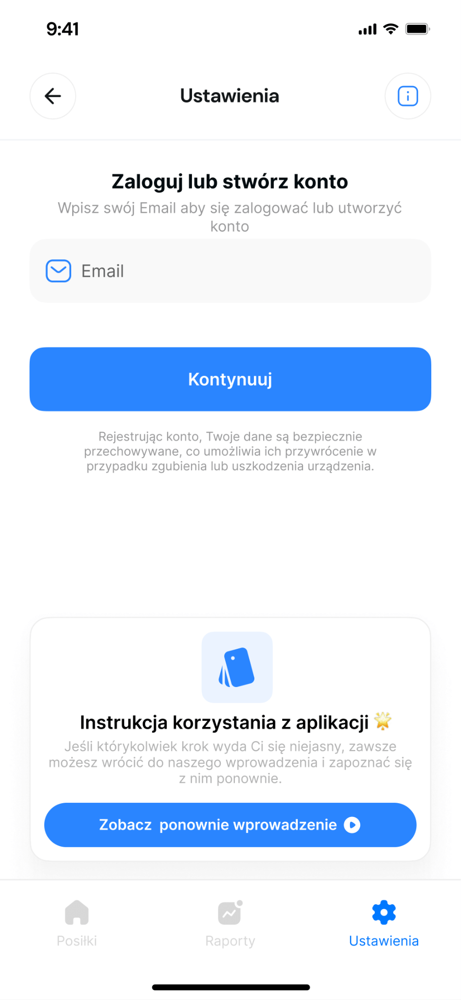 9:41
Ustawienia
Zaloguj lub stwórz konto
Wpisz swój Email aby się zalogować lub utworzyć
konto
Email
Kontynuuj
Rejestrując konto, Twoje dane są bezpiecznie
przechowywane, co umożliwia ich przywrócenie w
przypadku zgubienia lub uszkodzenia urządzenia.
Instrukcja korzystania z aplikacji 🌟
Jeśli którykolwiek krok wyda Ci się niejasny, zawsze
możesz wrócić do naszego wprowadzenia i zapoznać się
z nim ponownie.
Zobacz  ponownie wprowadzenie
Posiłki
Raporty
Ustawienia